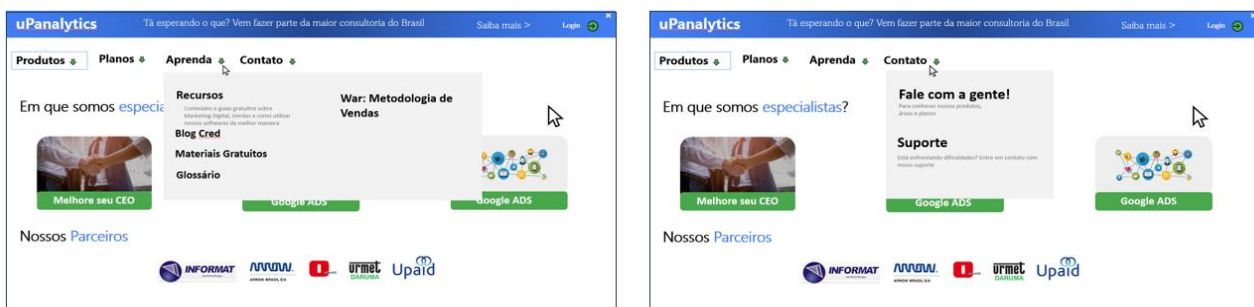 uPanalytics Tà esperando o que? Vem fazer parte da maior consultoria do Brasil Saiba mais > Login
Produtos Planos Aprenda Contato
Recursos
Conteúdos e guias gratuitos sobre
Marketing Digital, Vendas e como utilizar
nossos softwares da melhor maneira
War: Metodologia de
Vendas
Em que somos especia
Blog Cred
Materiais Gratuitos
Glossário
Melhore seu CEO Google ADS Google ADS
Nossos Parceiros
INFORMAT ARROW. urmet Upaid
ARROW BRASIL S/A DARUMA
uPanalytics Tà esperando o que? Vem fazer parte da maior consultoria do Brasil Saiba mais > Login
Produtos Planos Aprenda Contato
Fale com a gente!
Para conhecer nossos produtos,
áreas e planos
Em que somos especialistas?
Suporte
Está enfrentando dificuldades? Entre em contato com
nosso suporte
Melhore seu CEO Google ADS Google ADS
Nossos Parceiros
INFORMAT ARROW. urmet Upaid
ARROW BRASIL S/A DARUMA